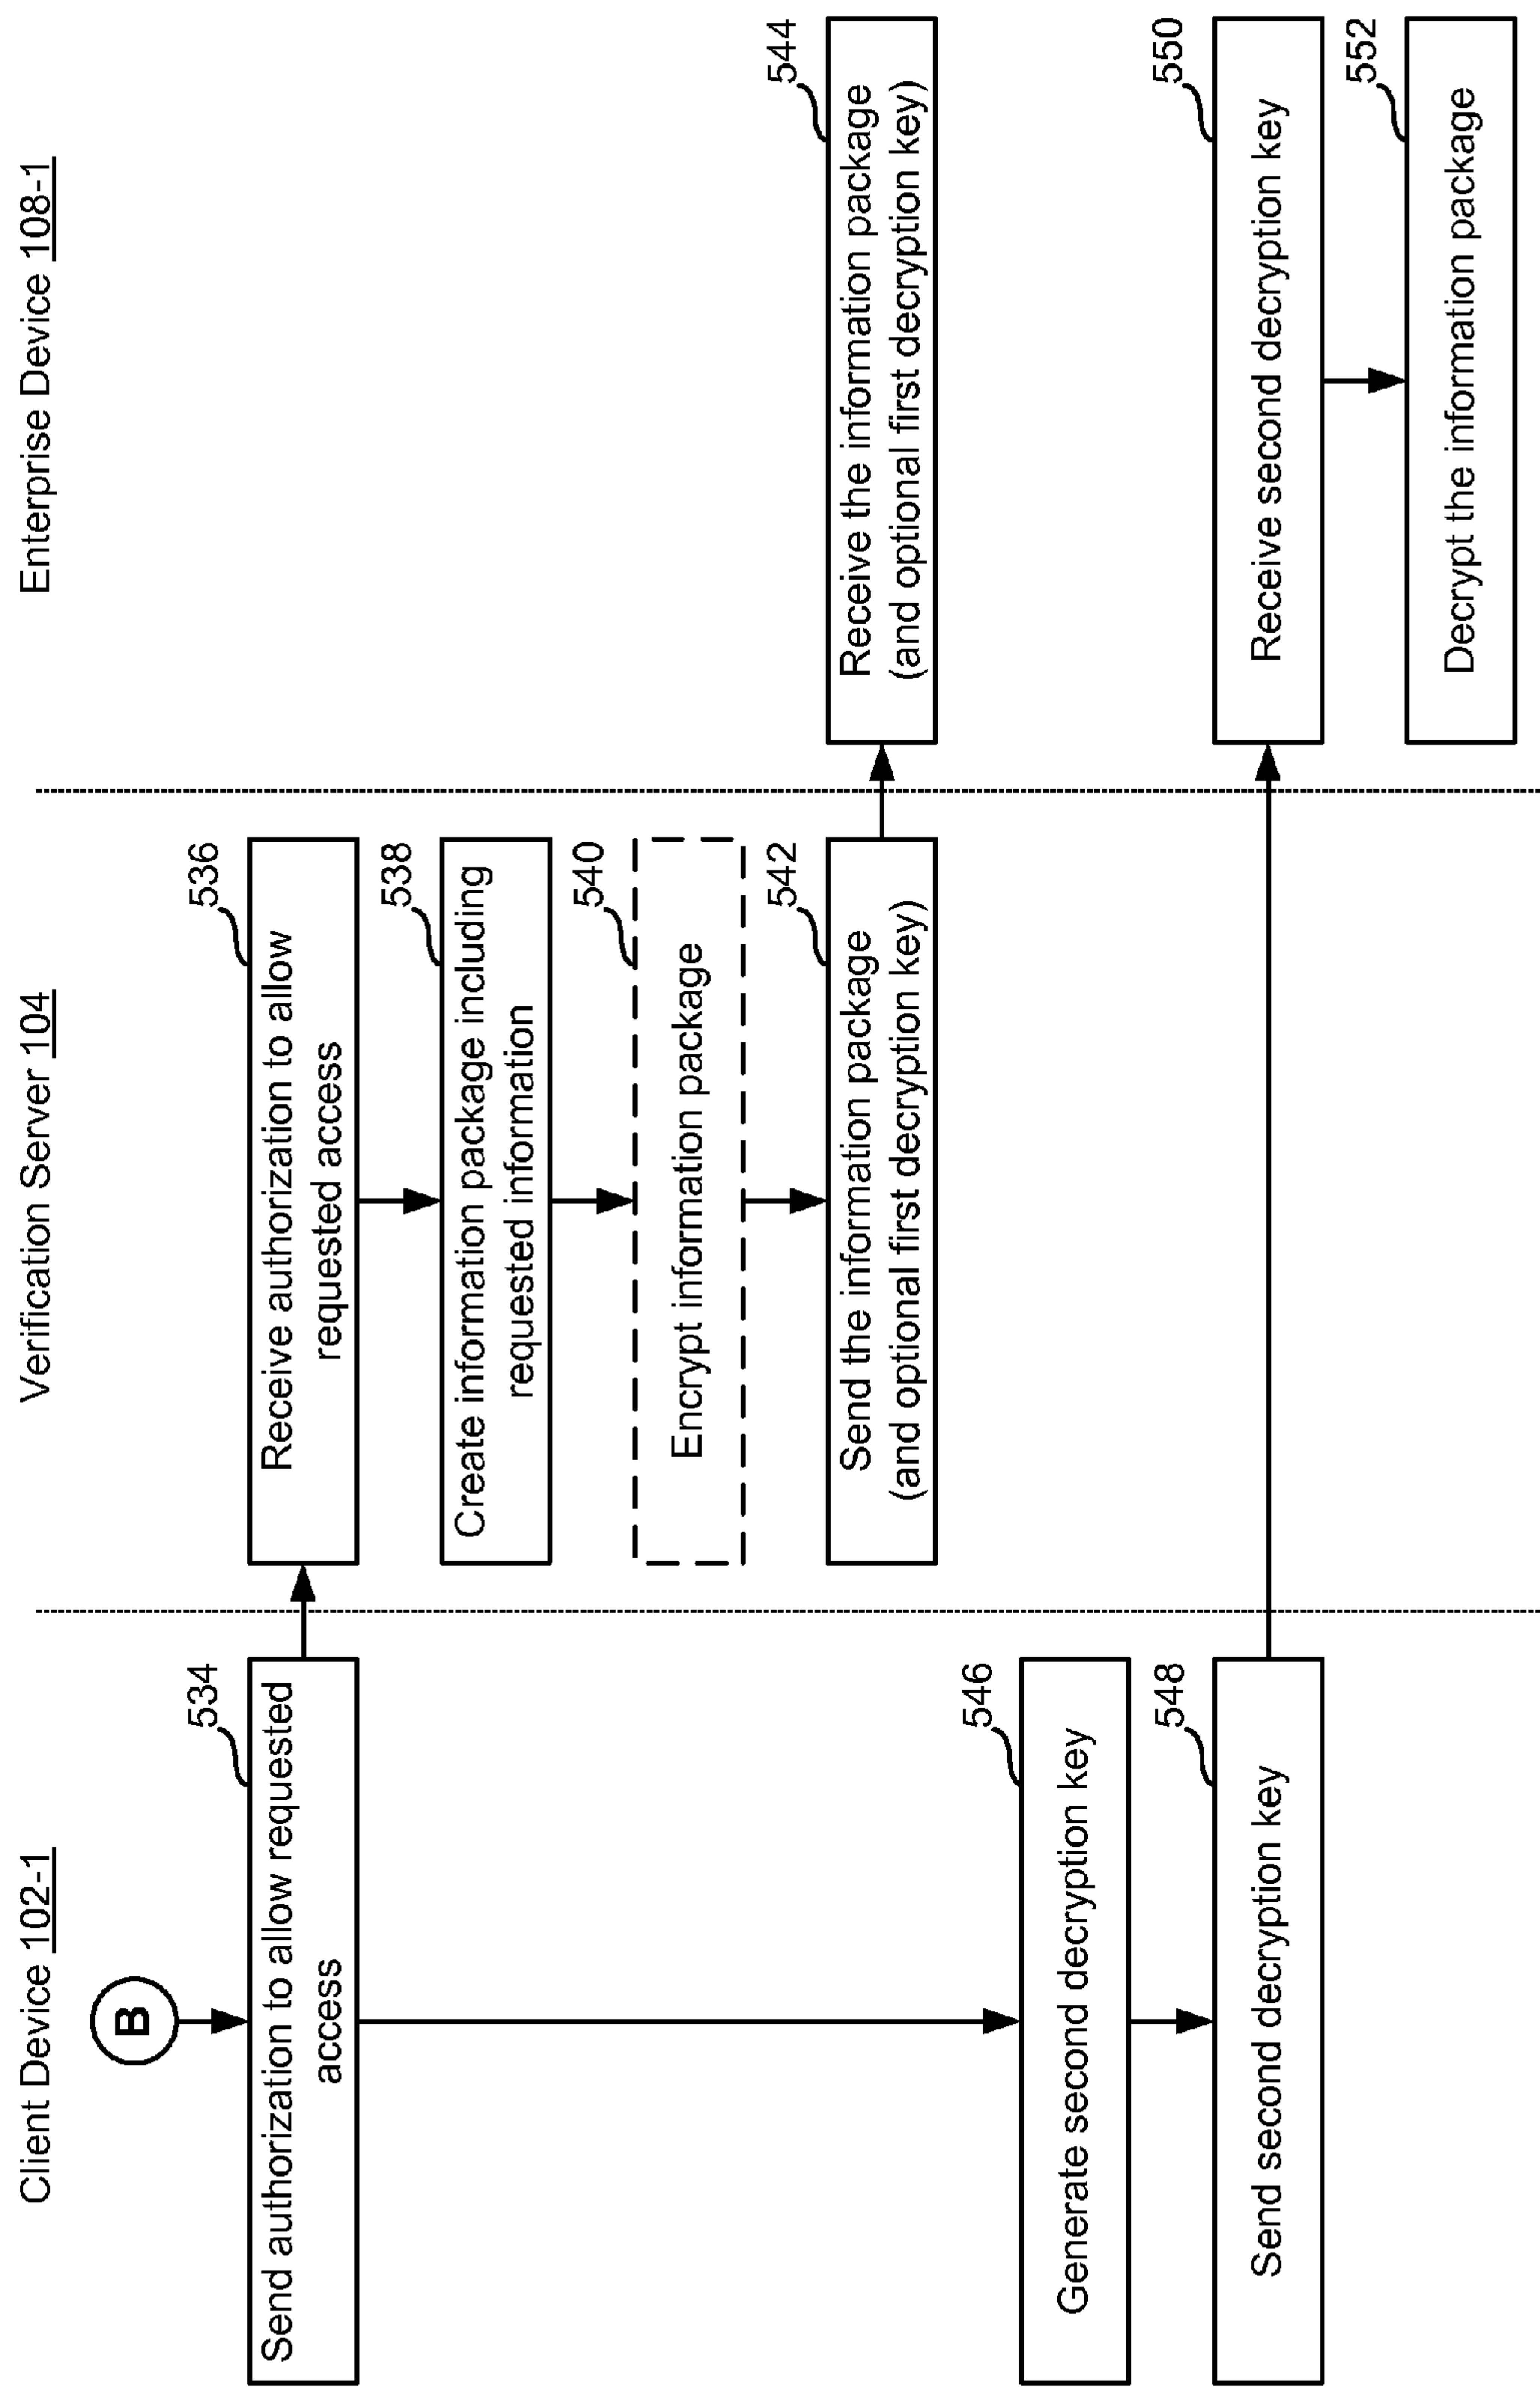 Client Device 102-1
Verification Server 104
Enterprise Device 108-1
B
534
Send authorization to allow requested
access
536
Receive authorization to allow
requested access
538
Create information package including
requested information
540
Encrypt information package
542
Send the information package
(and optional first decryption key)
544
Receive the information package
(and optional first decryption key)
546
Generate second decryption key
548
Send second decryption key
550
Receive second decryption key
552
Decrypt the information package